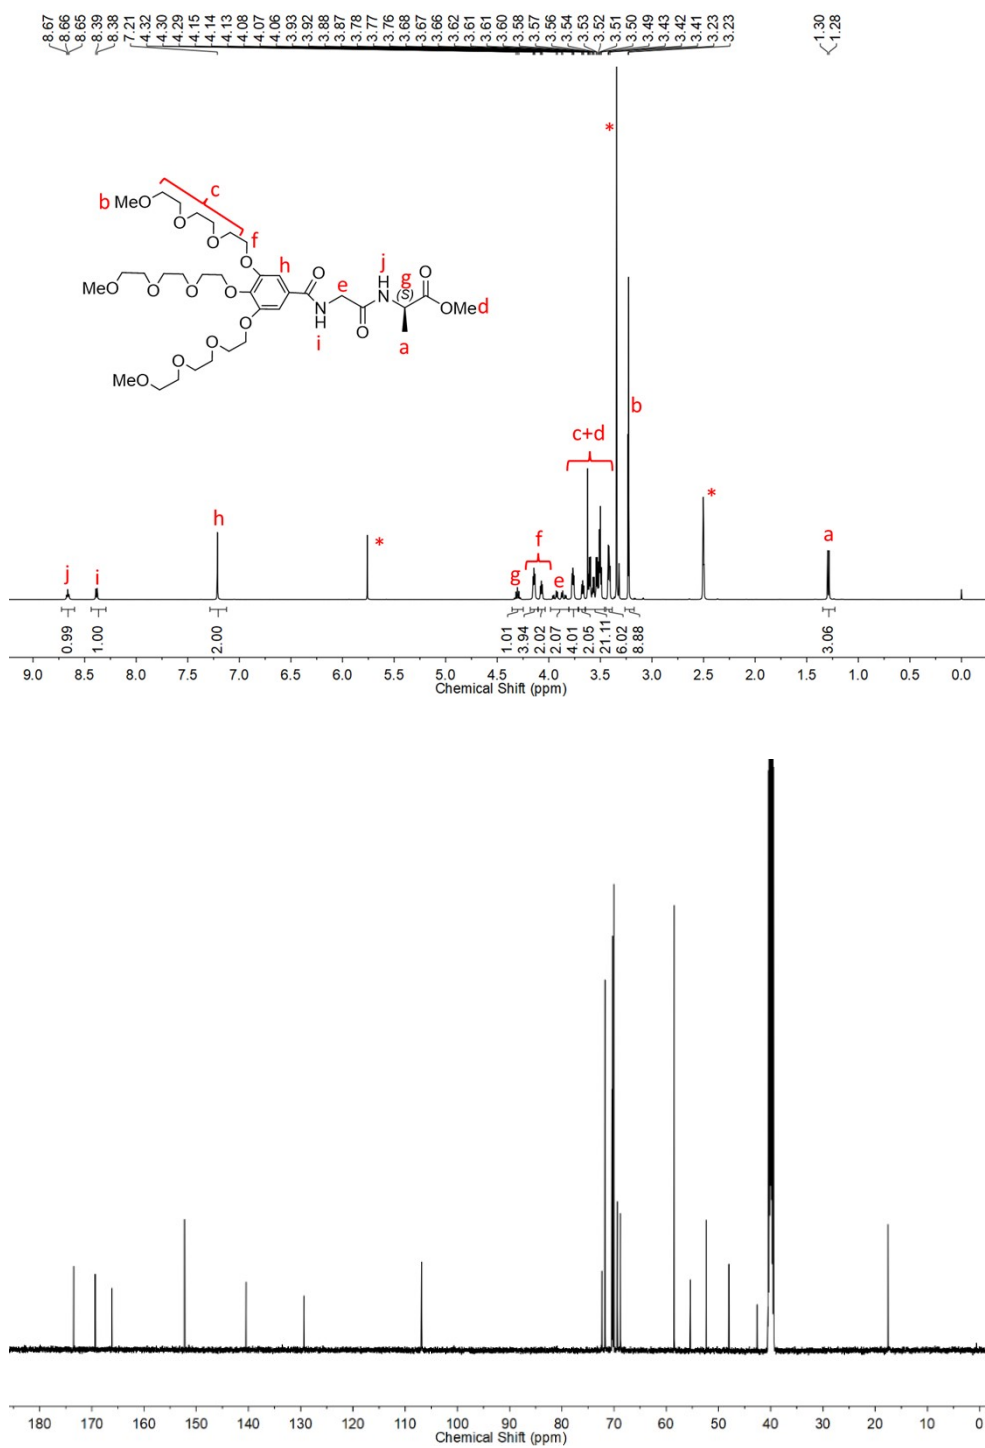 8.67 8.66 8.65 8.39 8.38 7.21 4.32 4.30 4.29 4.15 4.14 4.13 4.08 4.07 4.06 3.93 3.92 3.88 3.87 3.78 3.77 3.76 3.68 3.67 3.66 3.62 3.61 3.61 3.60 3.58 3.57 3.56 3.54 3.53 3.52 3.51 3.50 3.49 3.43 3.42 3.41 3.23 3.23 1.30 1.28
*
c
b MeO
O
O
O
f
h
O
j
H
N
g
O
e
(S)
MeO
O
O
O
N
H
O
OMe d
i
a
O
O
O
MeO
b
c+d
h
*
f
*
a
j
i
g
e
0.99 1.00 2.00 1.01 3.94 2.02 2.07 4.01 2.05 21.11 6.02 8.88 3.06
9.0 8.5 8.0 7.5 7.0 6.5 6.0 5.5 5.0 4.5 4.0 3.5 3.0 2.5 2.0 1.5 1.0 0.5 0.0
Chemical Shift (ppm)
180 170 160 150 140 130 120 110 100 90 80 70 60 50 40 30 20 10 0
Chemical Shift (ppm)